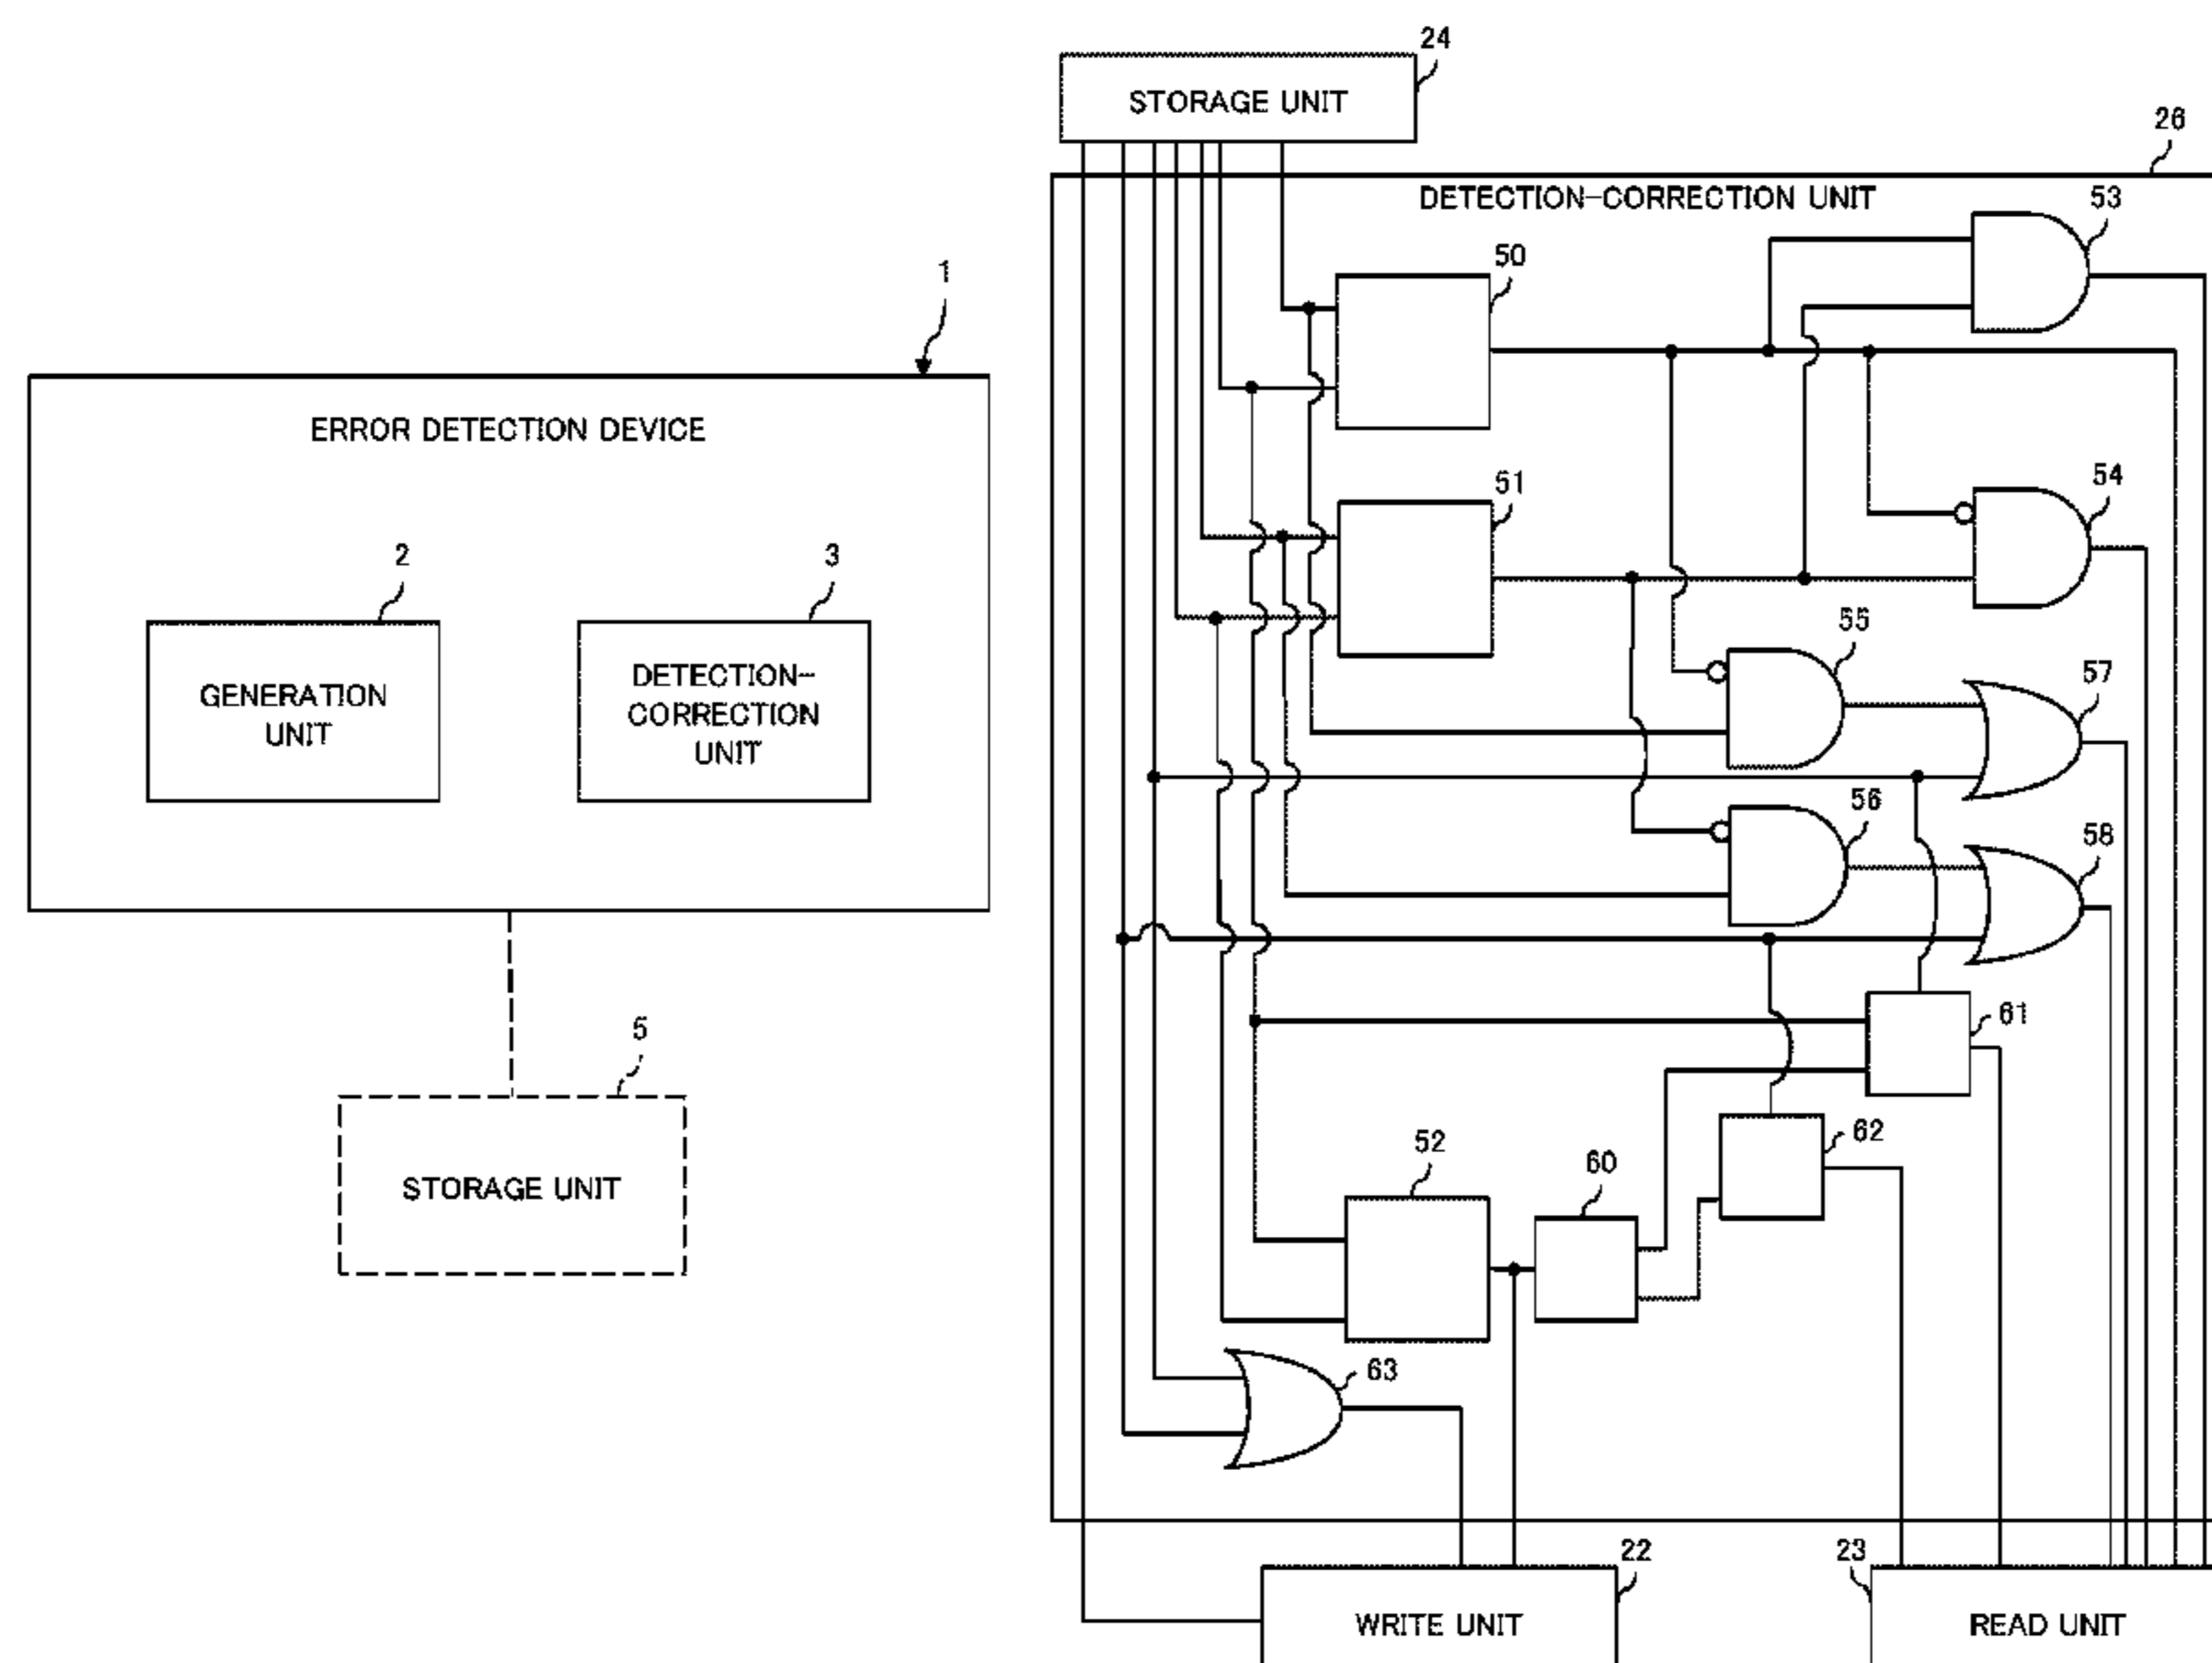 1
ERROR DETECTION DEVICE
2
GENERATION
UNIT
3
DETECTION-
CORRECTION
UNIT
5
STORAGE UNIT
24
STORAGE UNIT
26
DETECTION-CORRECTION UNIT
53
50
54
51
55
57
56
58
61
62
52
60
63
22
WRITE UNIT
23
READ UNIT